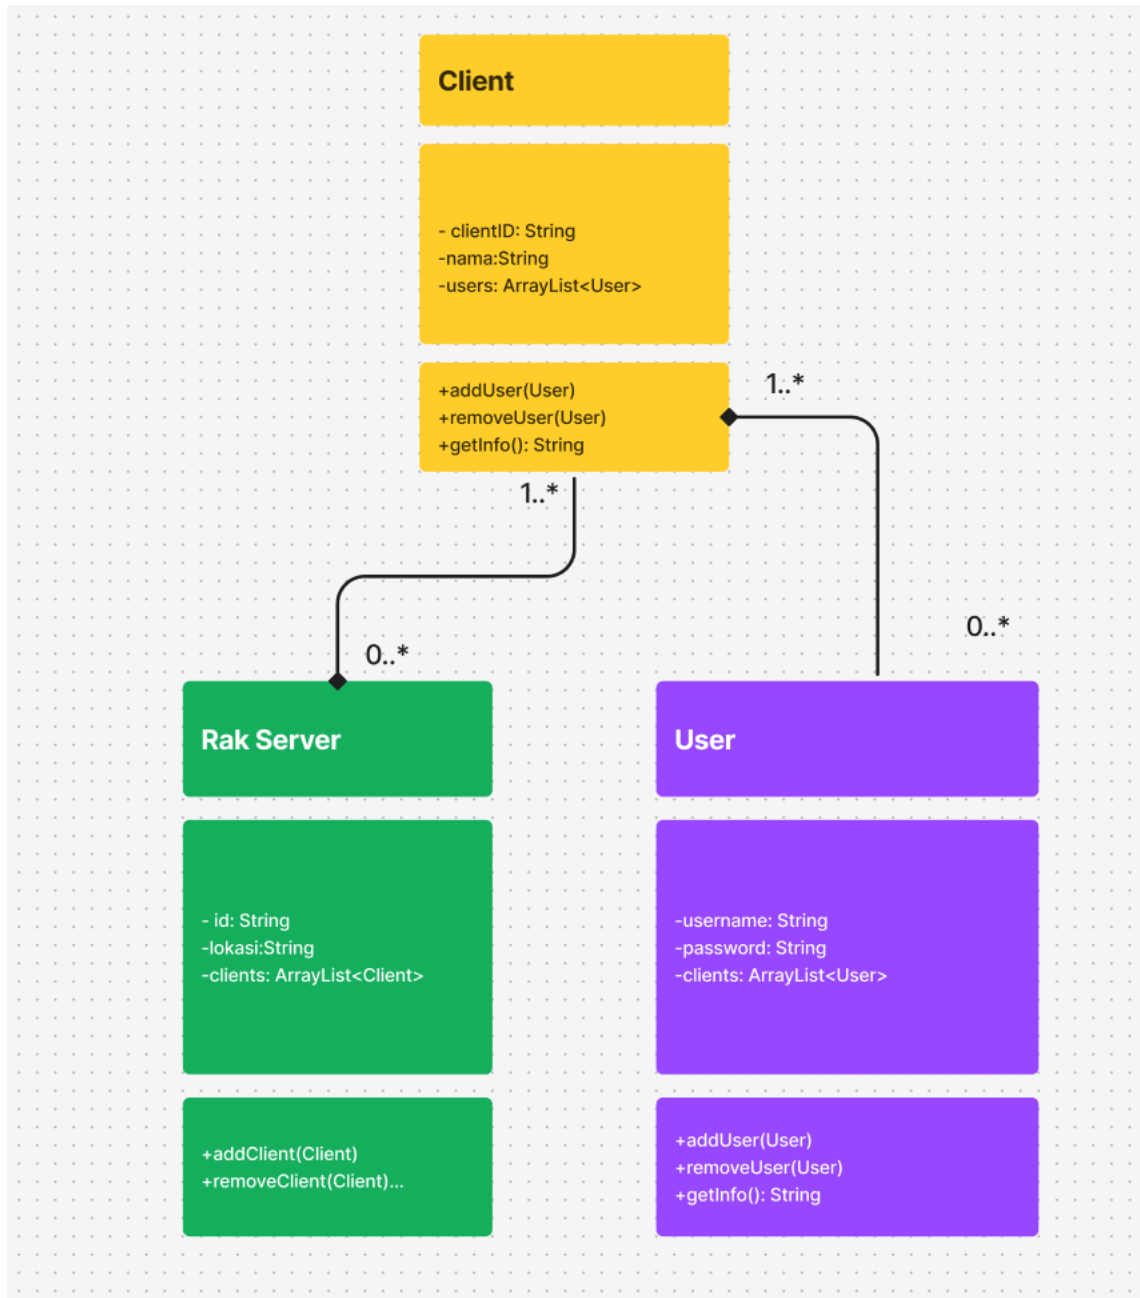 Client
- clientID: String
-nama:String
-users: ArrayList<User>
+addUser(User)
+removeUser(User)
+getInfo(): String
1..*
1..*
0..*
0..*
Rak Server
- id: String
-lokasi:String
-clients: ArrayList<Client>
+addClient(Client)
+removeClient(Client)...
User
-username: String
-password: String
-clients: ArrayList<User>
+addUser(User)
+removeUser(User)
+getInfo(): String